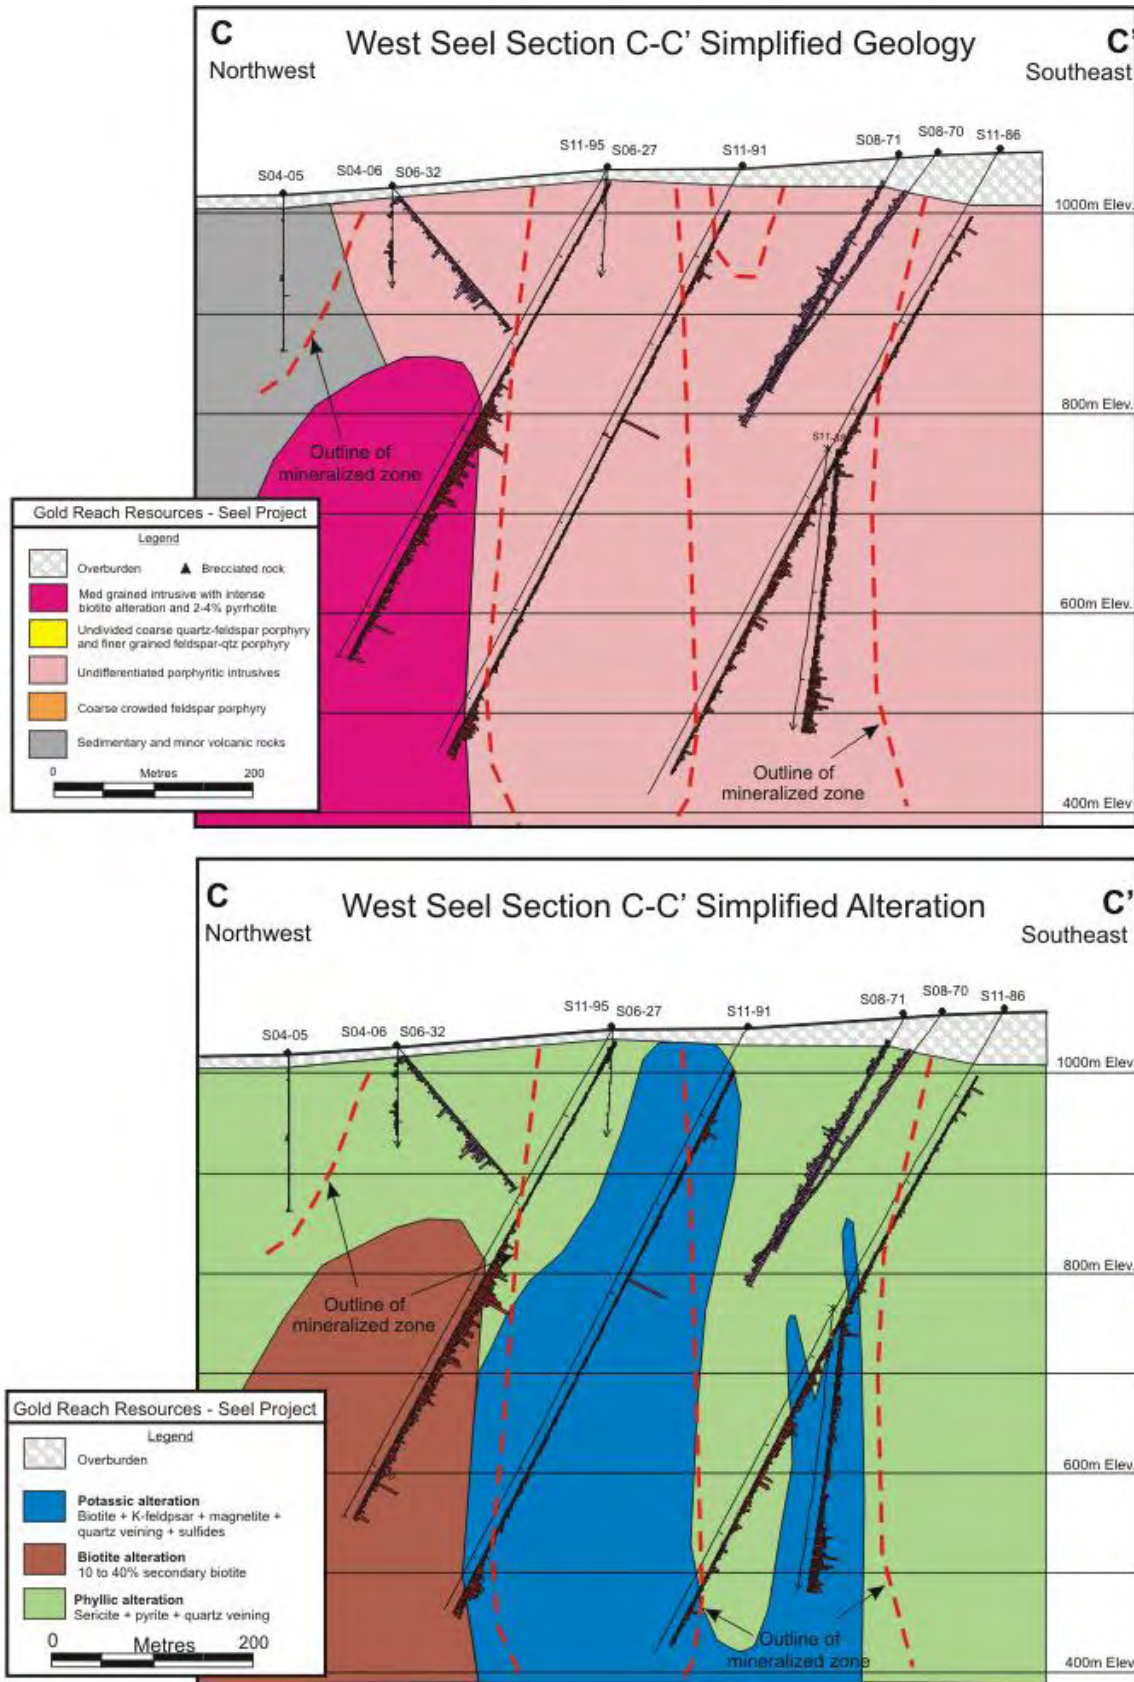 C
West Seel Section C-C' Simplified Geology
C'
Northwest
Southeast
S04-05
S04-06
S06-32
S11-95
S06-27
S11-91
S08-71
S08-70
S11-86
1000m Elev.
800m Elev.
Outline of
mineralized zone
600m Elev.
Outline of
mineralized zone
400m Elev
Gold Reach Resources - Seel Project
Legend
Overburden
Brecciated rock
Med grained intrusive with intense
biotite alteration and 2-4% pyrrhotite
Undivided coarse quartz-feldspar porphyry
and finer grained feldspar-qtz porphyry
Undifferentiated porphyritic intrusives
Coarse crowded feldspar porphyry
Sedimentary and minor volcanic rocks
0 Metres 200
C
West Seel Section C-C' Simplified Alteration
C'
Northwest
Southeast
S04-05
S04-06
S06-32
S11-95
S06-27
S11-91
S08-71
S08-70
S11-86
1000m Elev.
800m Elev.
Outline of
mineralized zone
600m Elev.
Outline of
mineralized zone
400m Elev.
Gold Reach Resources - Seel Project
Legend
Overburden
Potassic alteration
Biotite + K-feldpsar + magnetite +
quartz veining + sulfides
Biotite alteration
10 to 40% secondary biotite
Phyllic alteration
Sericite + pyrite + quartz veining
0 Metres 200